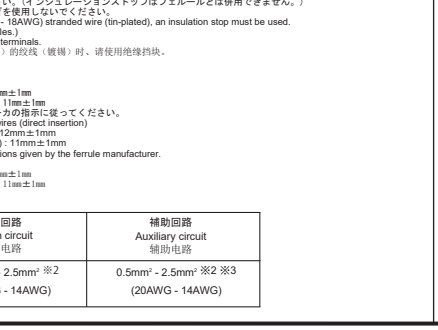 い。（インシュレーションストップはフェルールとは併用できません。）
グを使用しないでください。
- 18AWG) stranded wire (tin-plated), an insulation stop must be used.
les.)
terminals.
）的绞线（镀锡）时、请使用绝缘挡块。
mm±1mm
11mm±1mm
ーカの指示に従ってください。
wires (direct insertion)
12mm±1mm
) : 11mm±1mm
ions given by the ferrule manufacturer.
mm±1mm
11mm±1mm
回路 補助回路
circuit Auxiliary circuit
电路 辅助电路
2.5mm² ※2 0.5mm² - 2.5mm² ※2 ※3
- 14AWG) (20AWG - 14AWG)